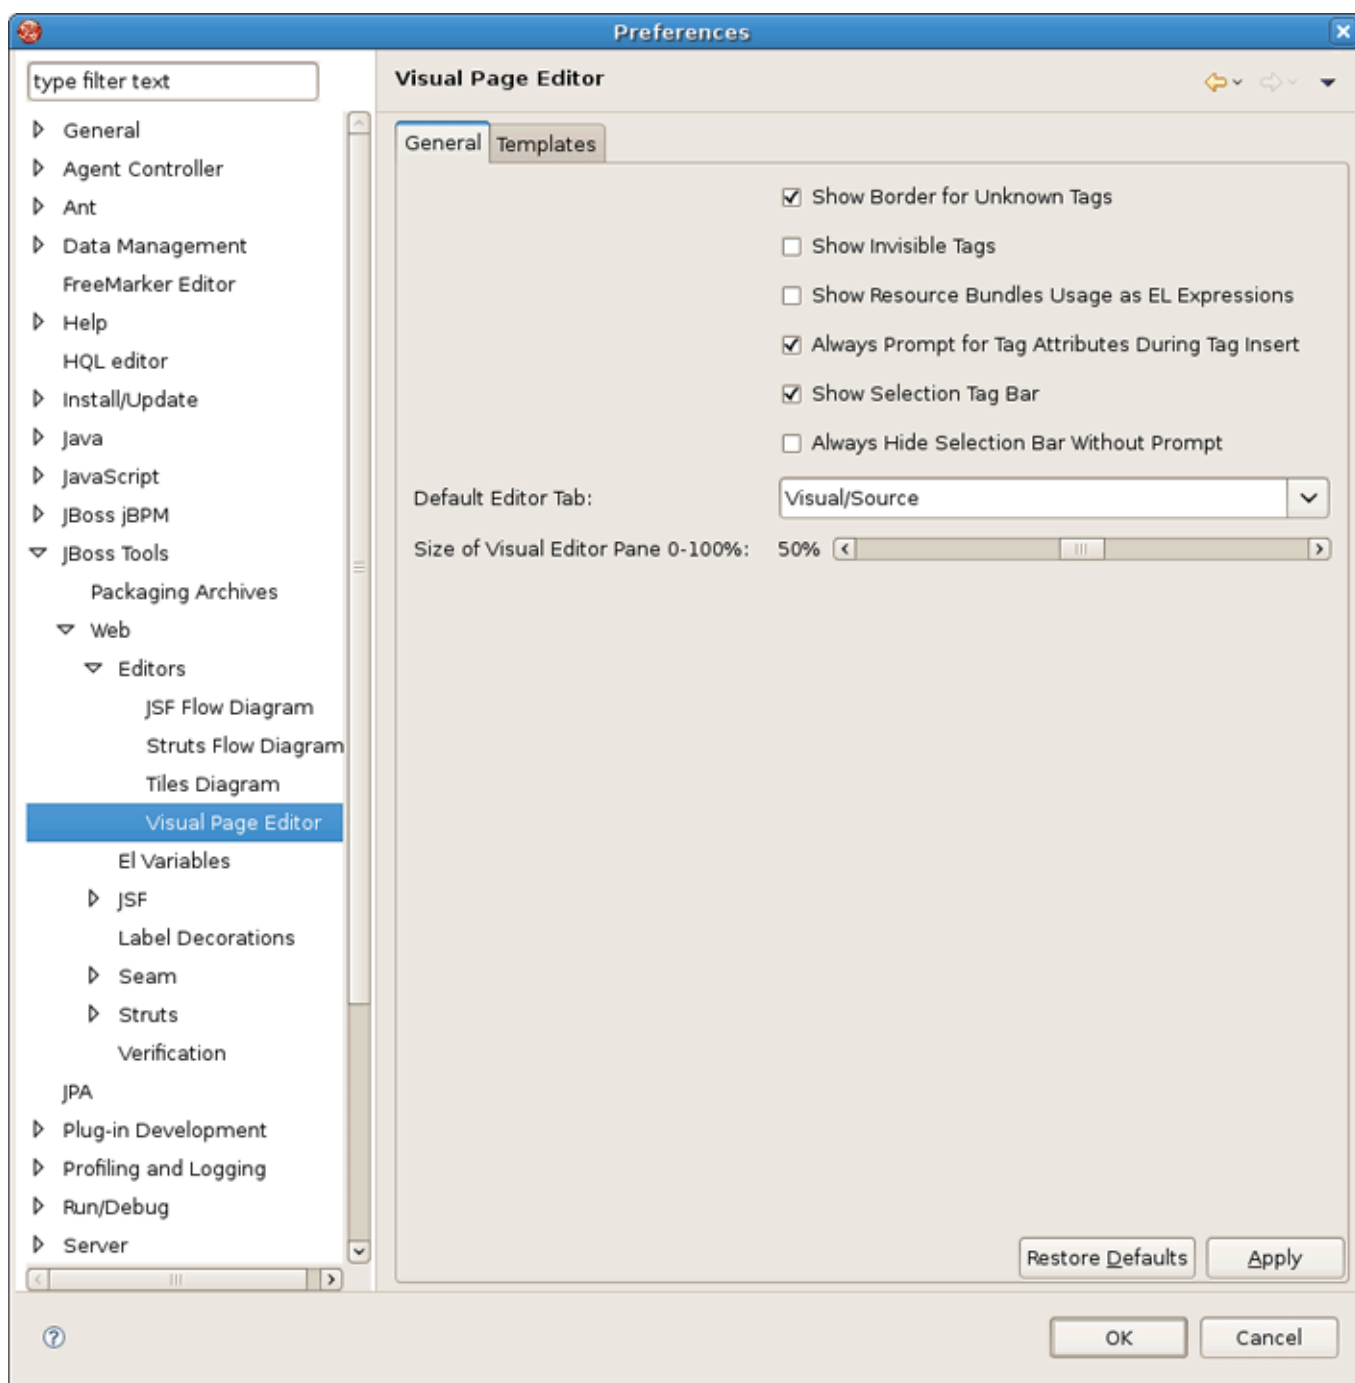 Preferences
type filter text
General
Agent Controller
Ant
Data Management
FreeMarker Editor
Help
HQL editor
Install/Update
Java
JavaScript
JBoss jBPM
JBoss Tools
Packaging Archives
Web
Editors
JSF Flow Diagram
Struts Flow Diagram
Tiles Diagram
Visual Page Editor
El Variables
JSF
Label Decorations
Seam
Struts
Verification
JPA
Plug-in Development
Profiling and Logging
Run/Debug
Server
Visual Page Editor
General Templates
Show Border for Unknown Tags
Show Invisible Tags
Show Resource Bundles Usage as EL Expressions
Always Prompt for Tag Attributes During Tag Insert
Show Selection Tag Bar
Always Hide Selection Bar Without Prompt
Default Editor Tab: Visual/Source
Size of Visual Editor Pane 0-100%: 50%
Restore Defaults Apply
OK Cancel